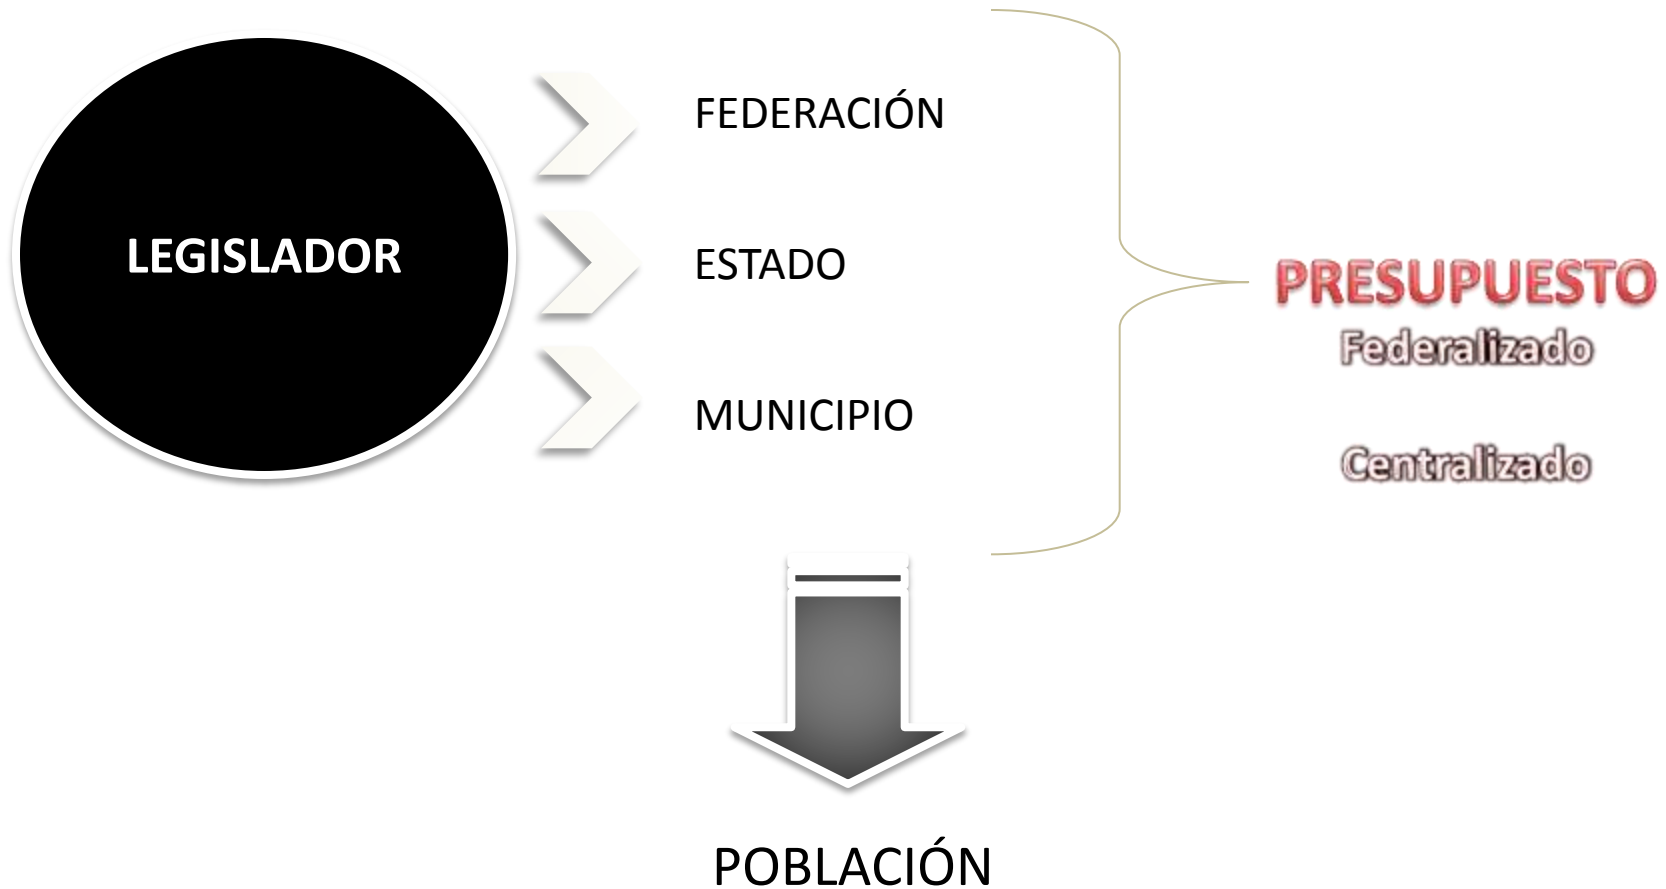 LEGISLADOR
FEDERACIÓN
ESTADO
MUNICIPIO
PRESUPUESTO
Federalizado
Centralizado
POBLACIÓN